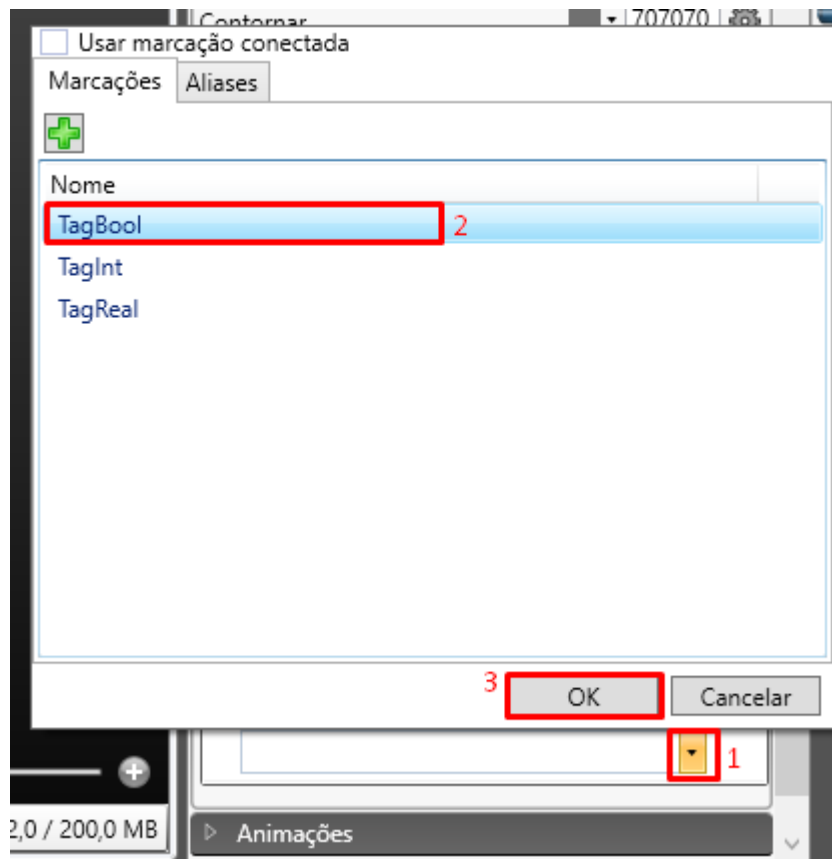 Contornar 707070
Usar marcação conectada
Marcações Aliases
Nome
TagBool 2
TagInt
TagReal
3 OK Cancelar
1
2,0 / 200,0 MB Animações